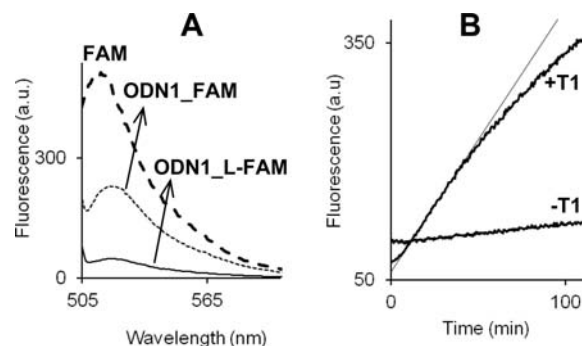 A
FAM
ODN1_FAM
ODN1_L-FAM
Fluorescence (a.u.)
300
0
505
565
Wavelength (nm)
B
350
+T1
-T1
Fluorescence (a.u)
50
0
100
Time (min)